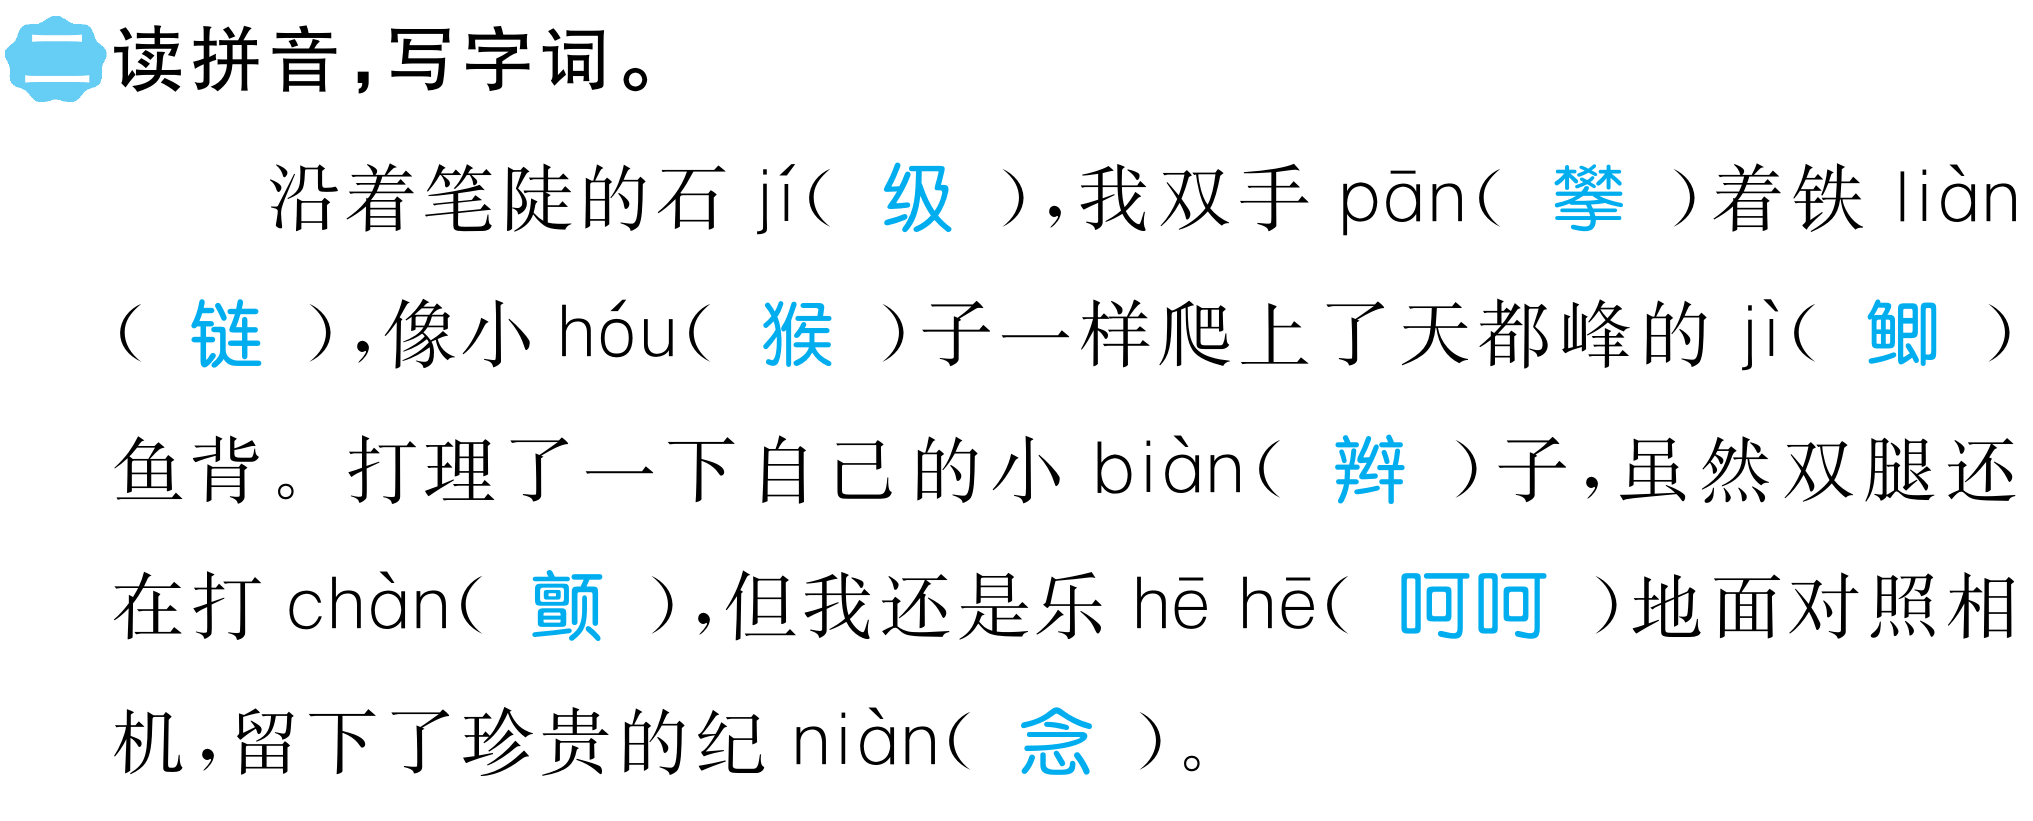 二 读拼音,写字词。
沿着笔陡的石 jí( 级 ),我双手 pān( 攀 )着铁 liàn
( 链 ),像小 hóu( 猴 )子一样爬上了天都峰的 jì( 鲫 )
鱼背。打理了一下自己的小 biàn( 辫 )子,虽然双腿还
在打 chàn( 颤 ),但我还是乐 hē hē( 呵呵 )地面对照相
机,留下了珍贵的纪 niàn( 念 )。